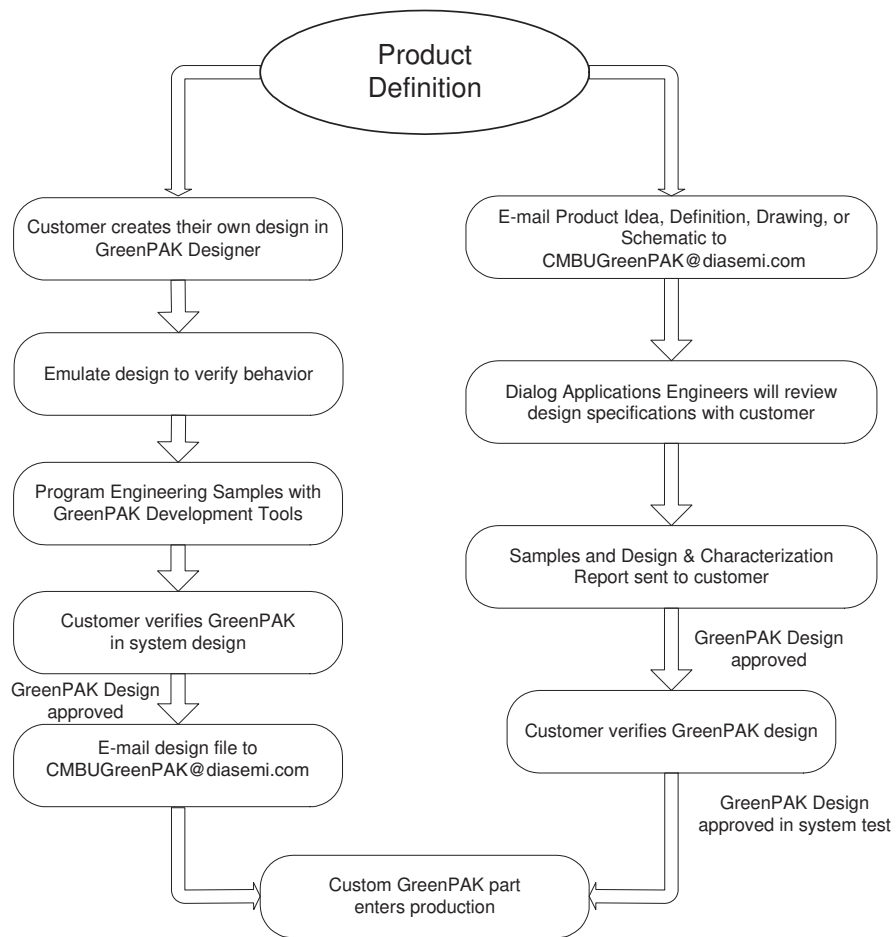 Product
Definition
Customer creates their own design in
GreenPAK Designer
Emulate design to verify behavior
Program Engineering Samples with
GreenPAK Development Tools
Customer verifies GreenPAK
in system design
GreenPAK Design
approved
E-mail design file to
CMBUGreenPAK@diasemi.com
E-mail Product Idea, Definition, Drawing, or
Schematic to
CMBUGreenPAK@diasemi.com
Dialog Applications Engineers will review
design specifications with customer
Samples and Design & Characterization
Report sent to customer
GreenPAK Design
approved
Customer verifies GreenPAK design
GreenPAK Design
approved in system test
Custom GreenPAK part
enters production